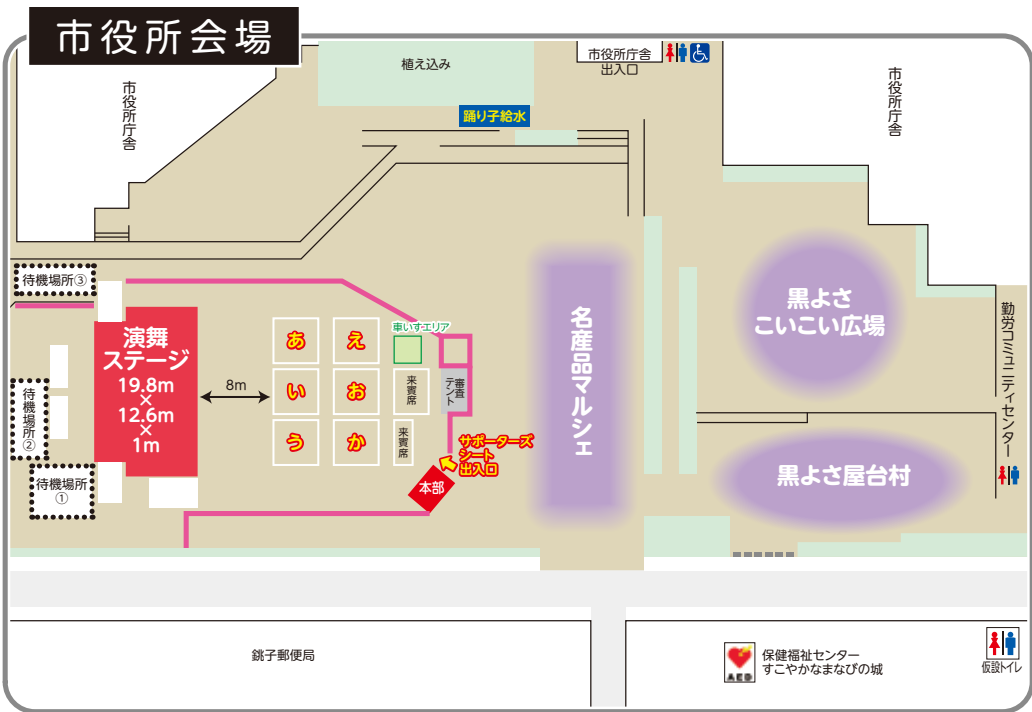 市役所会場
市役所庁舎
植え込み
市役所庁舎
出入口
市役所庁舎
踊り子給水
待機場所③
演舞
ステージ
19.8m
×
12.6m
×
1m
8m
待機場所
②
待機場所
①
あ
い
う
え
お
か
車いすエリア
来賓席
来賓席
審査
テント
サポーターズ
シート
出入口
本部
名産品マルシェ
黒よさ
こいこい広場
黒よさ屋台村
勤労コミュニティセンター
銚子郵便局
AED
保健福祉センター
すこやかなまなびの城
仮設トイレ